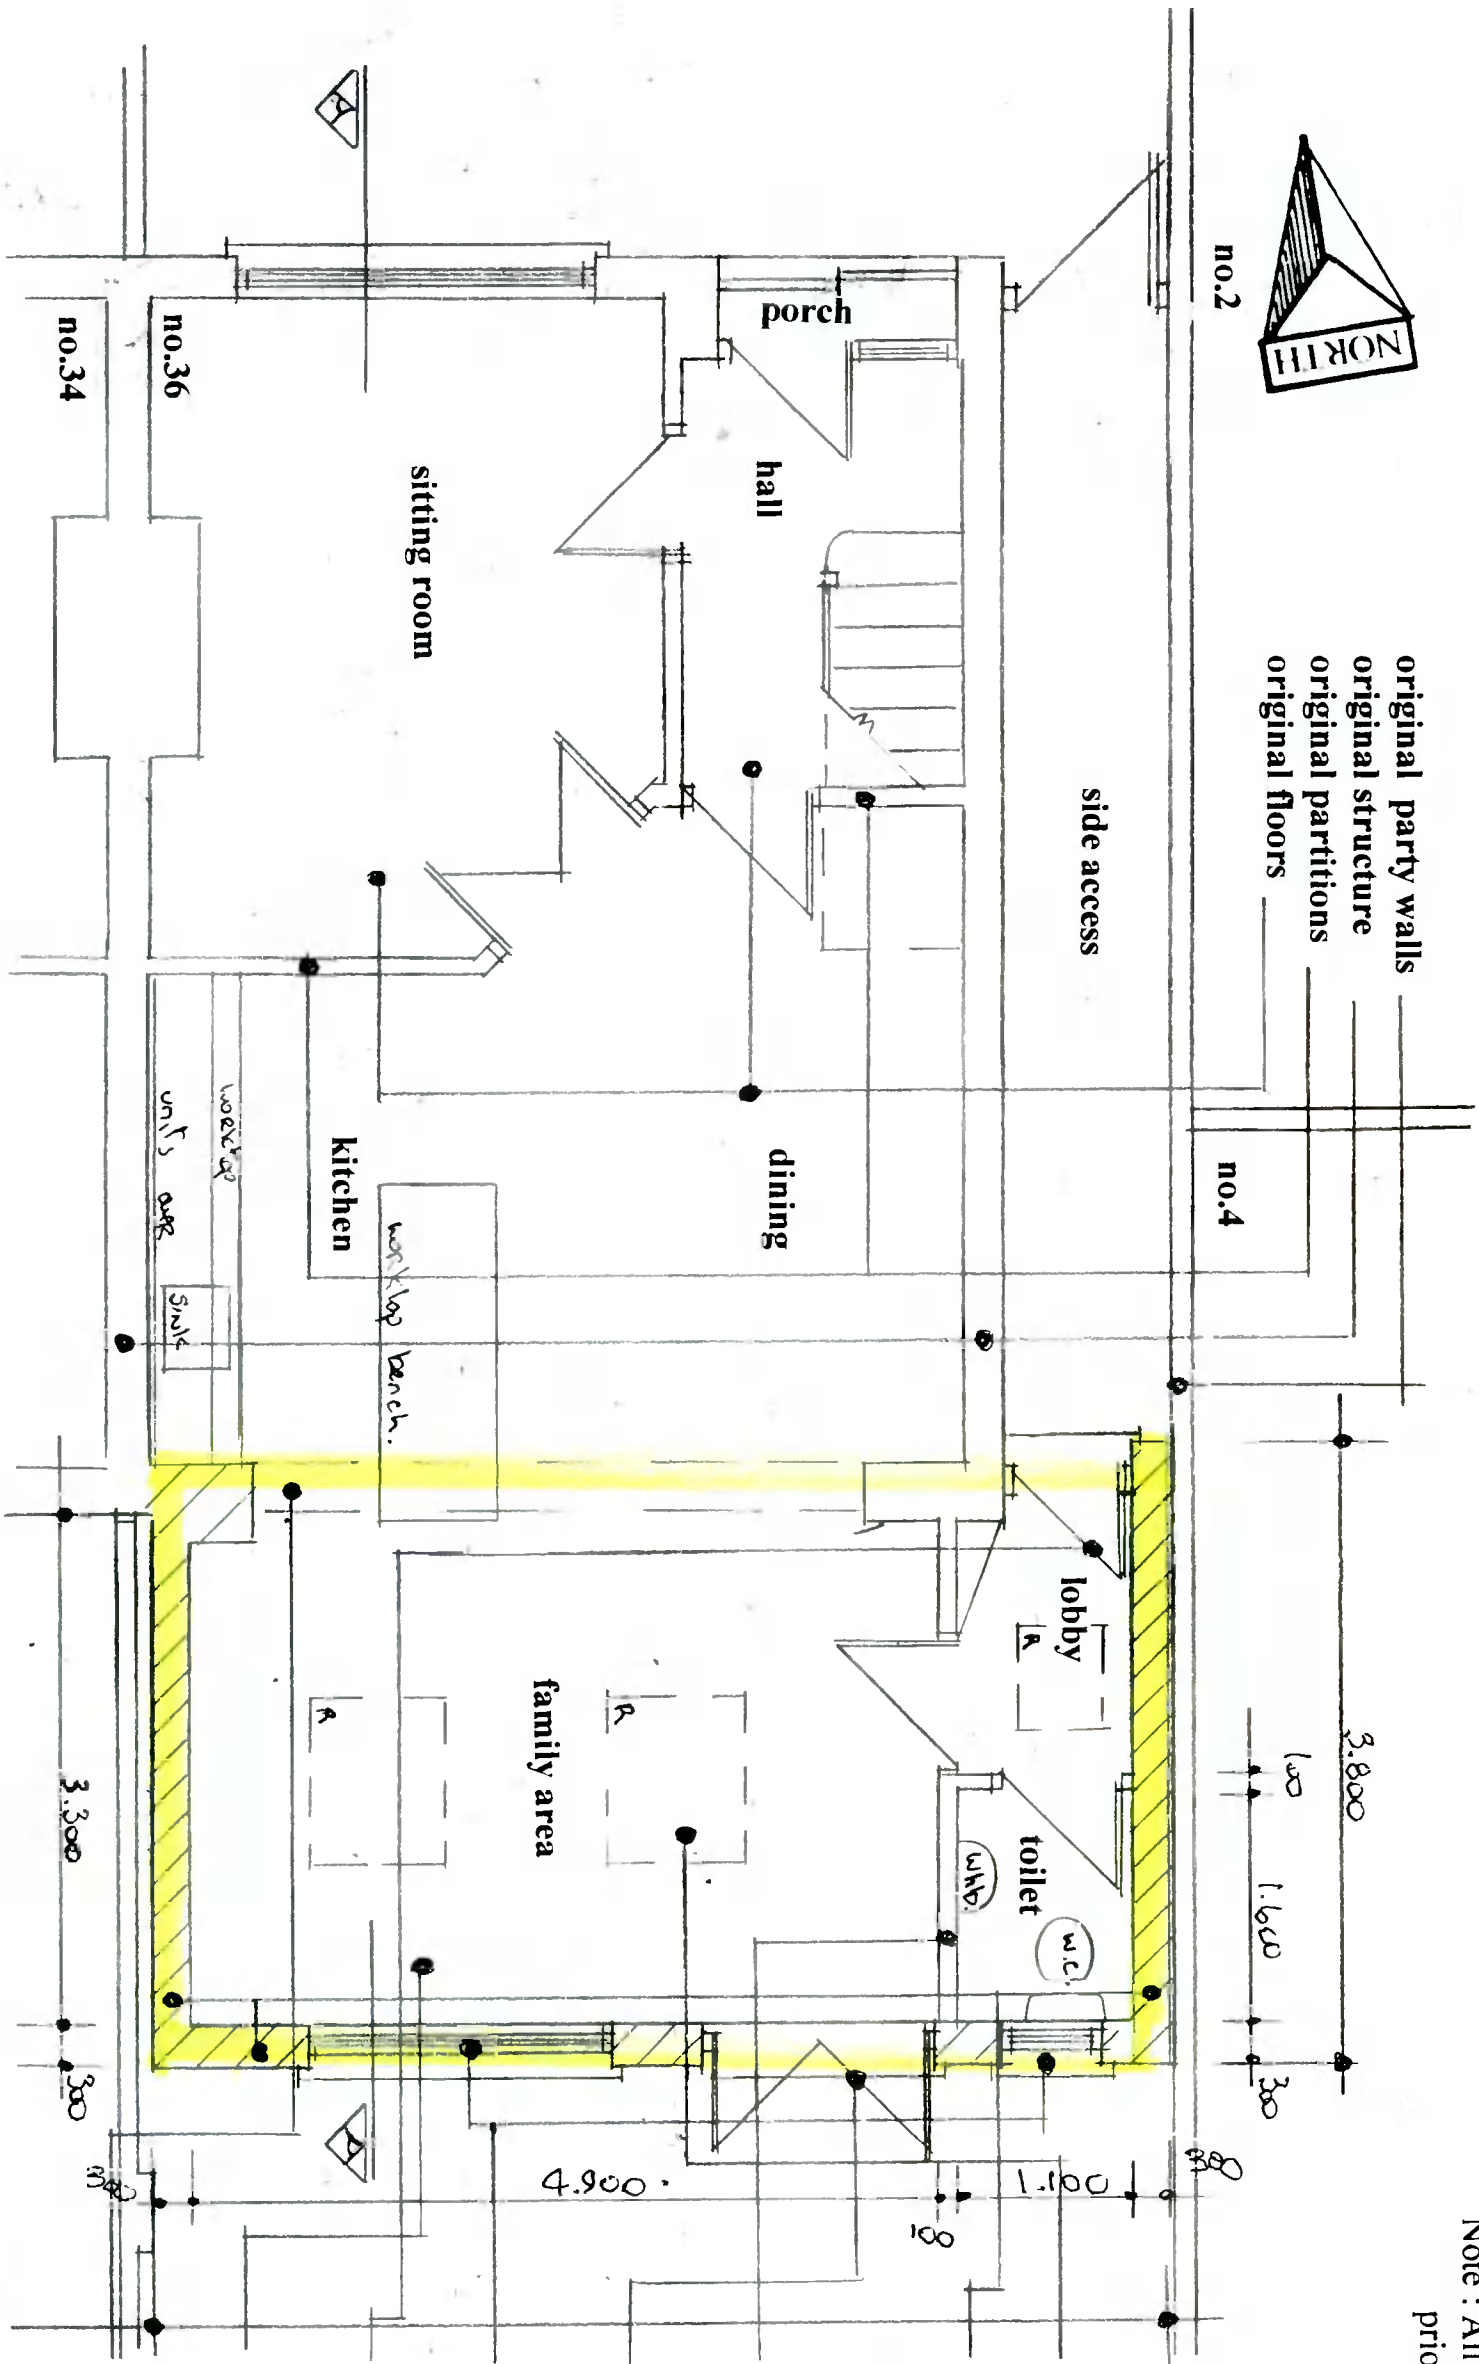 NORTH
no.2
original party walls
original structure
original partitions
original floors
side access
no.4
porch
hall
dining
sitting room
kitchen
no.36
no.34
worktop
units over
sink
worktop bench.
lobby
R
toilet
whb.
w.c.
family area
R
R
3.800
100
1.600
300
3.300
300
4.900
1.100
100
A
A
Note : All
prio